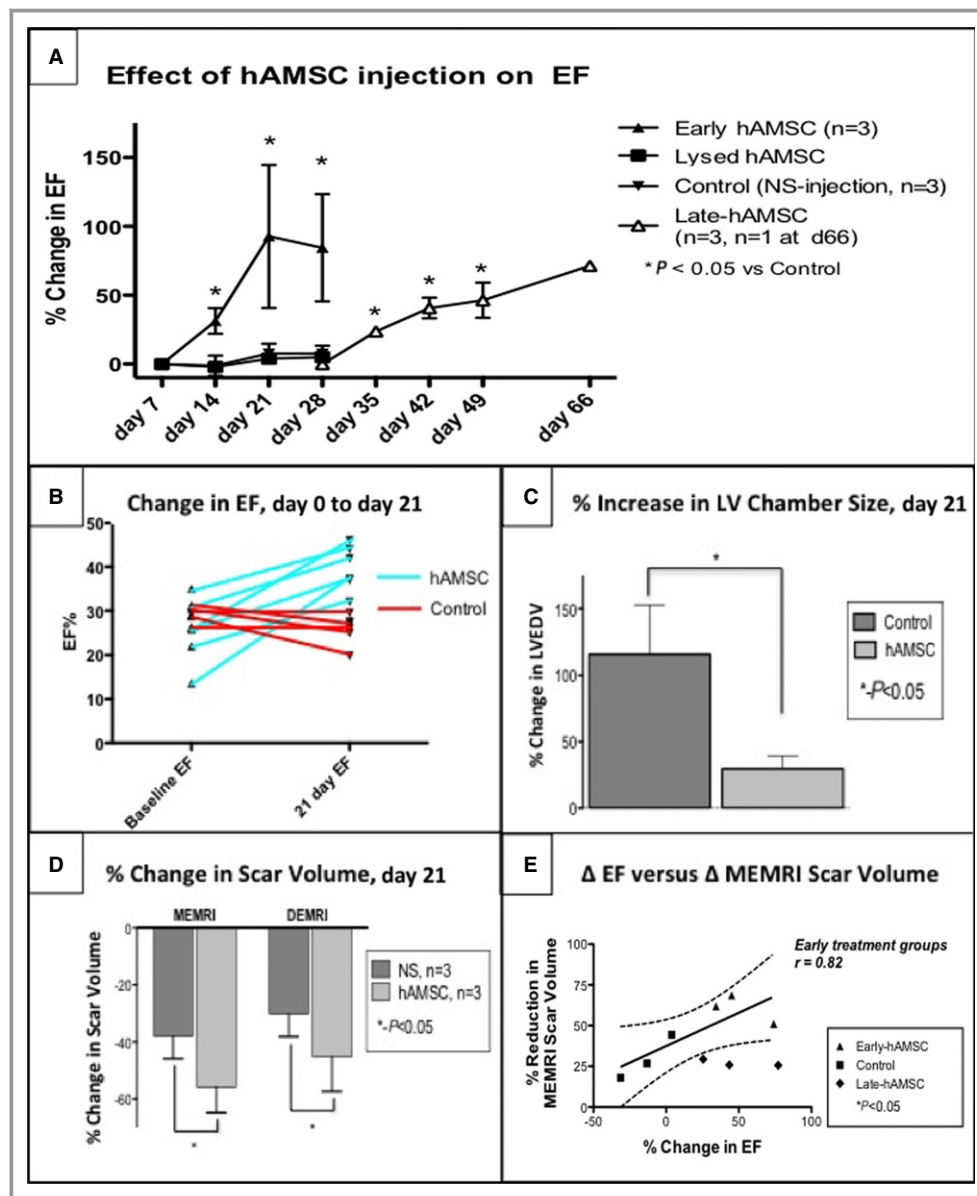 A
Effect of hAMSC injection on EF
% Change in EF
150
100
50
0
*
*
*
*
*
*
day 7
day 14
day 21
day 28
day 35
day 42
day 49
day 66
Early hAMSC (n=3)
Lysed hAMSC
Control (NS-injection, n=3)
Late-hAMSC
(n=3, n=1 at d66)
*P < 0.05 vs Control
B
Change in EF, day 0 to day 21
EF%
50
40
30
20
10
0
Baseline EF
21 day EF
hAMSC
Control
C
% Increase in LV Chamber Size, day 21
% Change in LVEDV
150
100
50
0
*
Control
hAMSC
*-P<0.05
D
% Change in Scar Volume, day 21
MEMRI
DEMRI
% Change in Scar Volume
0
-20
-40
-60
*
*
NS, n=3
hAMSC, n=3
*-P<0.05
E
Δ EF versus Δ MEMRI Scar Volume
% Reduction in
MEMRI Scar Volume
100
75
50
25
0
-50
0
50
100
% Change in EF
Early treatment groups
r = 0.82
Early-hAMSC
Control
Late-hAMSC
*P<0.05